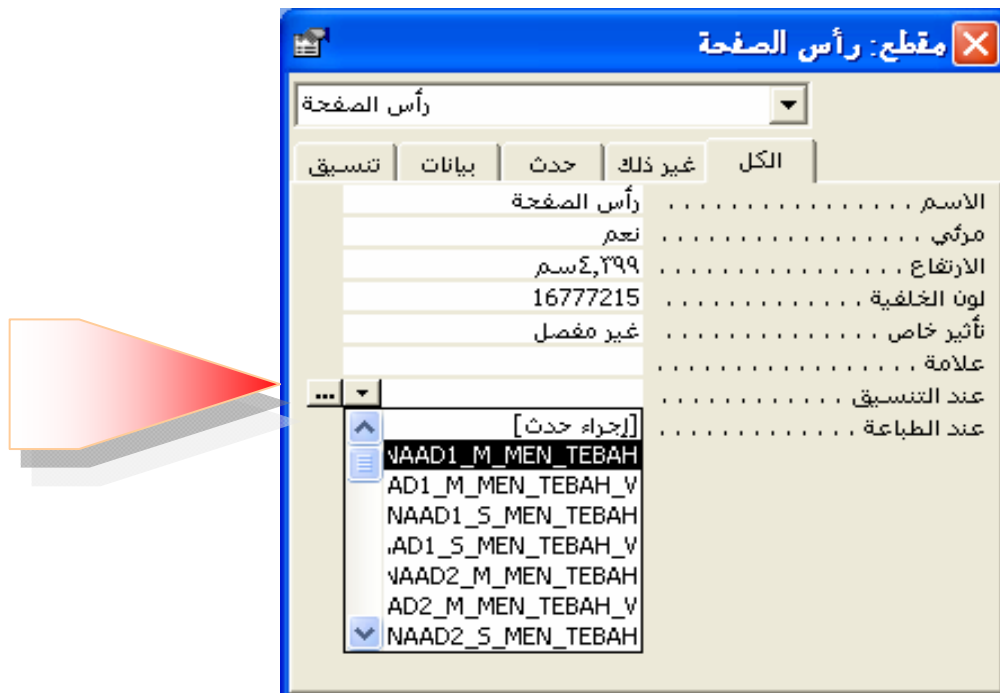 مقطع: رأس الصفحة
رأس الصفحة
الكل غير ذلك حدث بيانات تنسيق
الاسم . . . . . . . . . . . . . . . . رأس الصفحة
مرئي . . . . . . . . . . . . . . . . . نعم
الارتفاع . . . . . . . . . . . . . . . ٤,٢٩٩سم
لون الخلفية . . . . . . . . . . . . . 16777215
تأثير خاص . . . . . . . . . . . . . . غير مفصل
علامة . . . . . . . . . . . . . . . . .
عند التنسيق . . . . . . . . . . . . .
عند الطباعة . . . . . . . . . . . . .
[إجراء حدث]
NAAD1_M_MEN_TEBAH
AD1_M_MEN_TEBAH_V
NAAD1_S_MEN_TEBAH
AD1_S_MEN_TEBAH_V
NAAD2_M_MEN_TEBAH
AD2_M_MEN_TEBAH_V
NAAD2_S_MEN_TEBAH